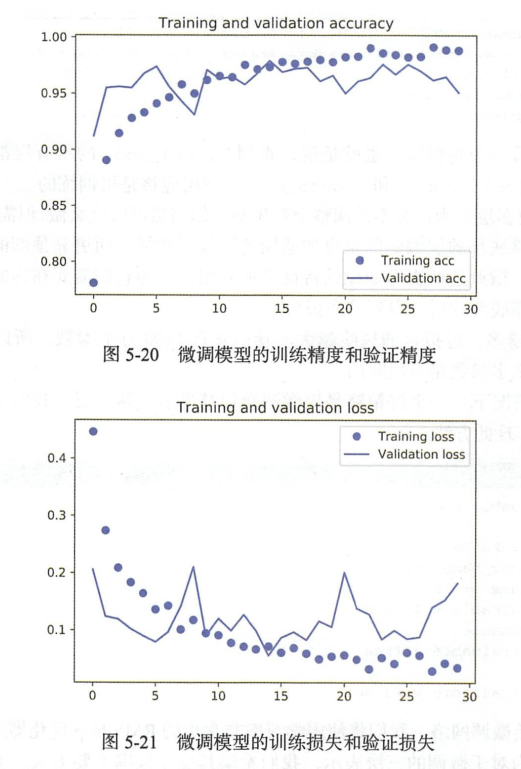 Training and validation accuracy
1.00
0.95
0.90
0.85
0.80
Training acc
Validation acc
0 5 10 15 20 25 30
图 5-20 微调模型的训练精度和验证精度
Training and validation loss
Training loss
Validation loss
0.4
0.3
0.2
0.1
0 5 10 15 20 25 30
图 5-21 微调模型的训练损失和验证损失